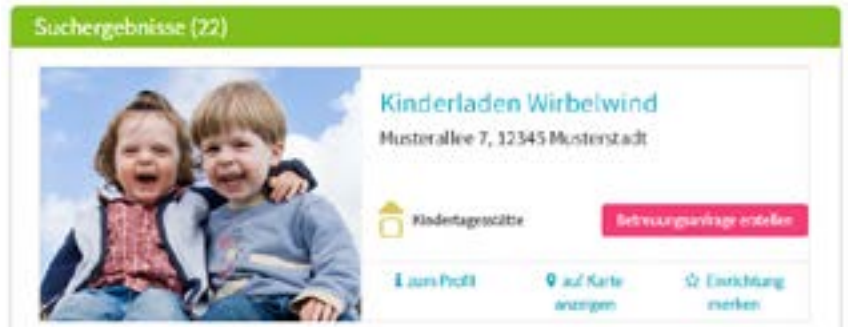 Suchergebnisse (22)
Kinderladen Wirbelwind
Musterallee 7, 12345 Musterstadt
Kindertagesstätte
Betreuungsanfrage erstellen
zum Profil
auf Karte
anzeigen
Einrichtung
merken